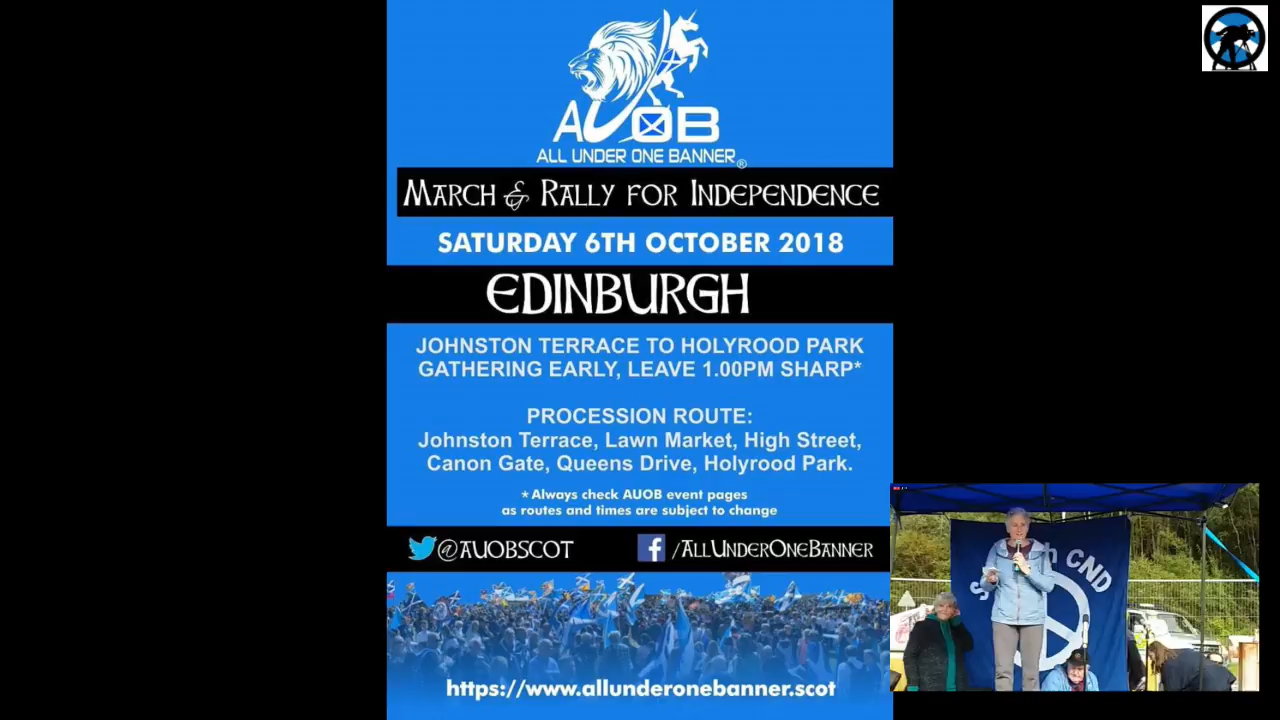 AUOB
ALL UNDER ONE BANNER®
MARCH & RALLY FOR INDEPENDENCE
SATURDAY 6TH OCTOBER 2018
EDINBURGH
JOHNSTON TERRACE TO HOLYROOD PARK
GATHERING EARLY, LEAVE 1.00PM SHARP*
PROCESSION ROUTE:
Johnston Terrace, Lawn Market, High Street,
Canon Gate, Queens Drive, Holyrood Park.
* Always check AUOB event pages
as routes and times are subject to change
@AUOBSCOT
/ALLUNDERONEBANNER
https://www.allunderonebanner.scot
CND